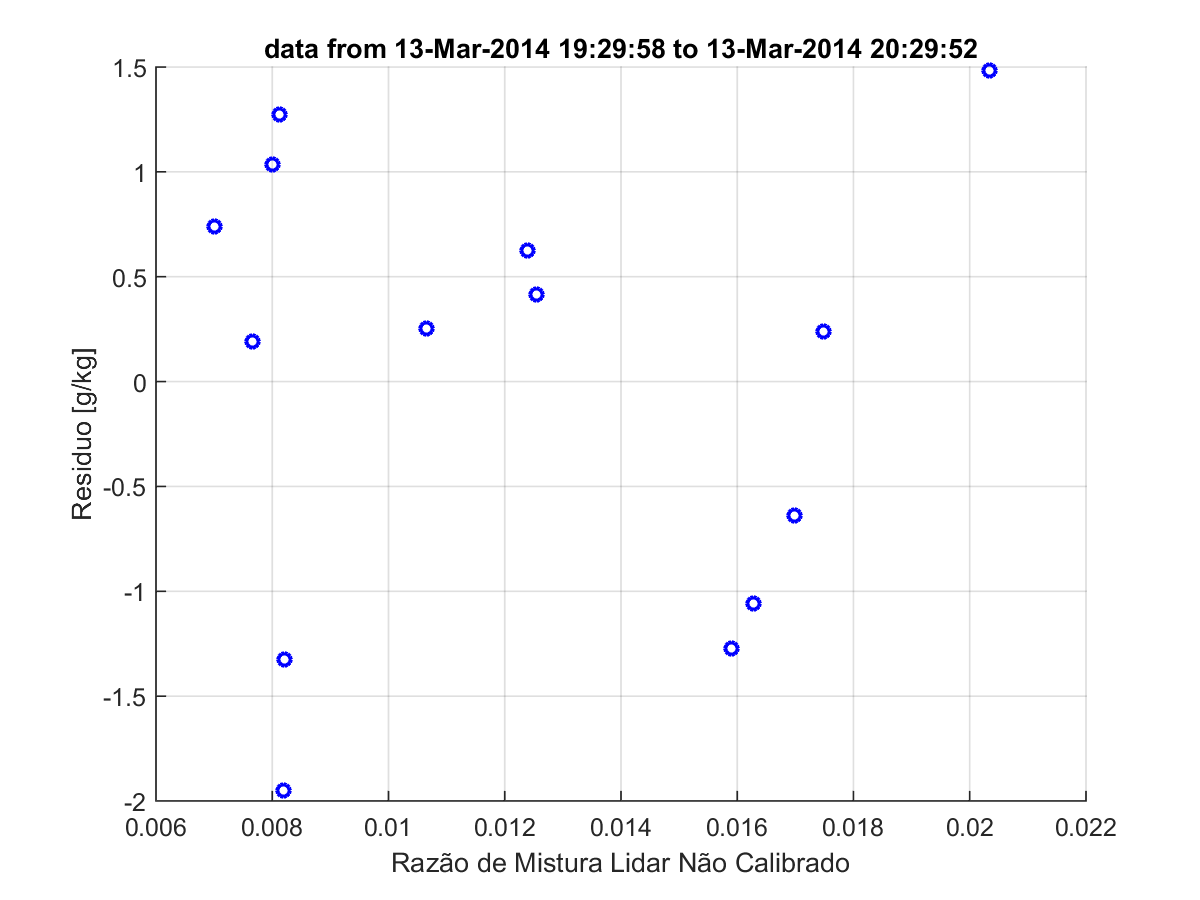 data from 13-Mar-2014 19:29:58 to 13-Mar-2014 20:29:52
1.5
1
0.5
0
-0.5
-1
-1.5
-2
Residuo [g/kg]
0.006 0.008 0.01 0.012 0.014 0.016 0.018 0.02 0.022
Razão de Mistura Lidar Não Calibrado